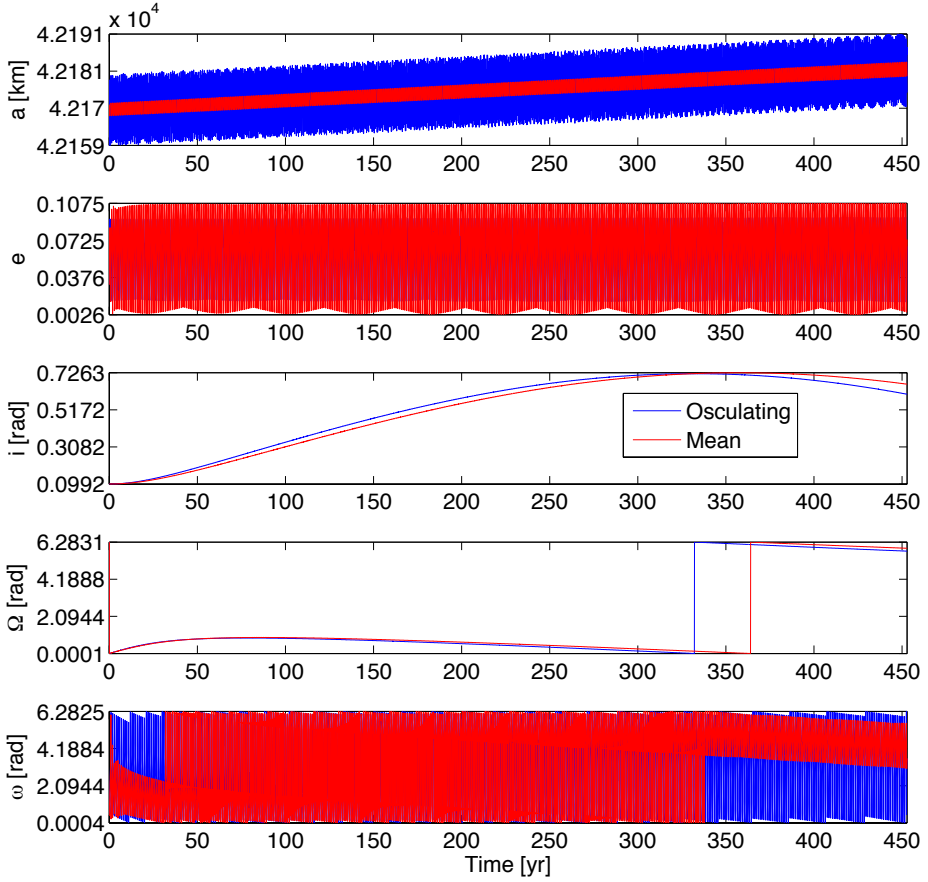 x 10^4
4.2191
4.2181
4.217
4.2159
a [km]
0 50 100 150 200 250 300 350 400 450
0.1075
0.0725
0.0376
0.0026
e
0 50 100 150 200 250 300 350 400 450
0.7263
0.5172
0.3082
0.0992
i [rad]
Osculating
Mean
0 50 100 150 200 250 300 350 400 450
6.2831
4.1888
2.0944
0.0001
Ω [rad]
0 50 100 150 200 250 300 350 400 450
6.2825
4.1884
2.0944
0.0004
ω [rad]
0 50 100 150 200 250 300 350 400 450
Time [yr]